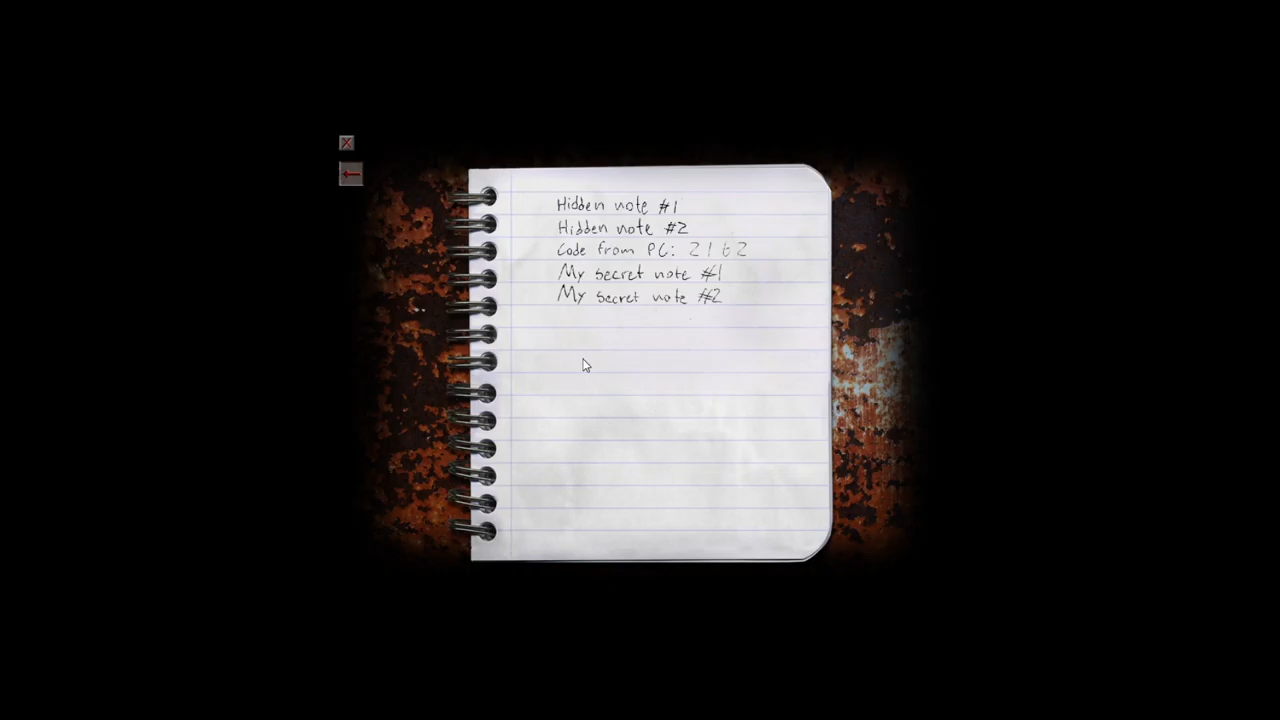 Hidden note #1
Hidden note #2
Code from PC: 2162
My secret note #1
My secret note #2